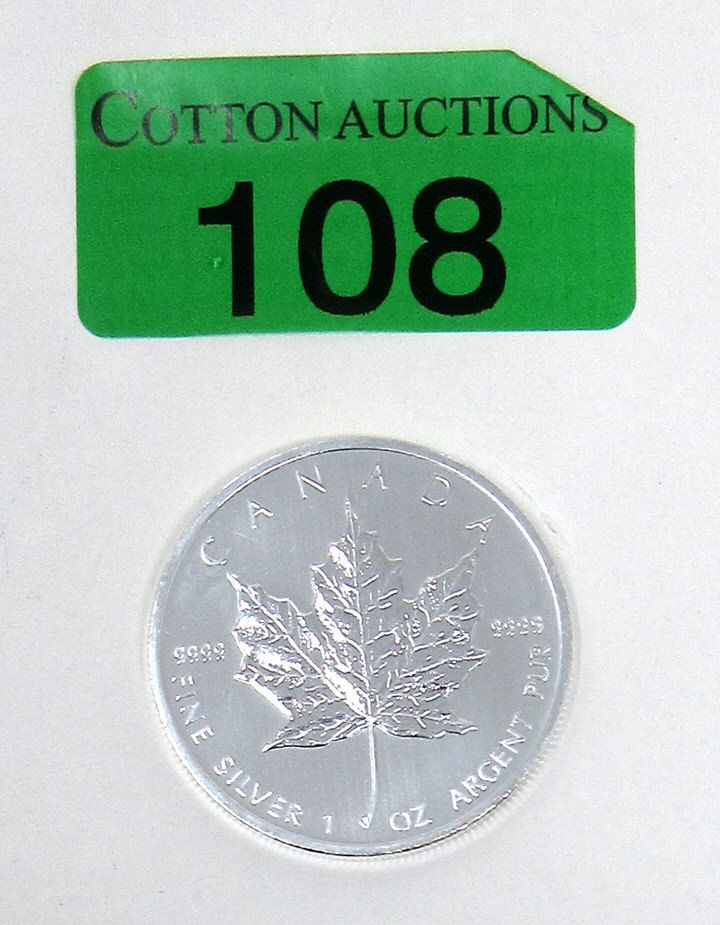 COTTON AUCTIONS
108
CANADA
9999 9999
FINE SILVER 1 OZ ARGENT PUR